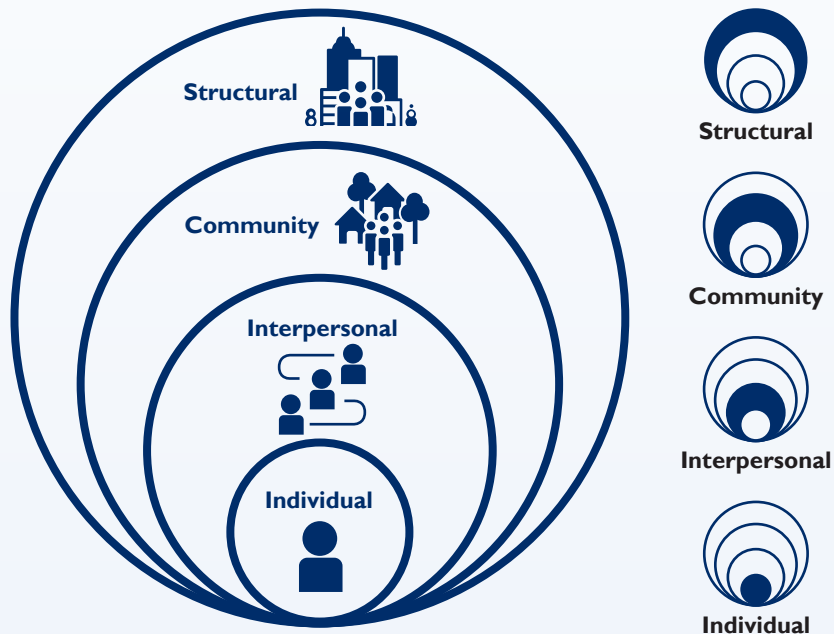 Structural
Community
Interpersonal
Individual
Structural
Community
Interpersonal
Individual